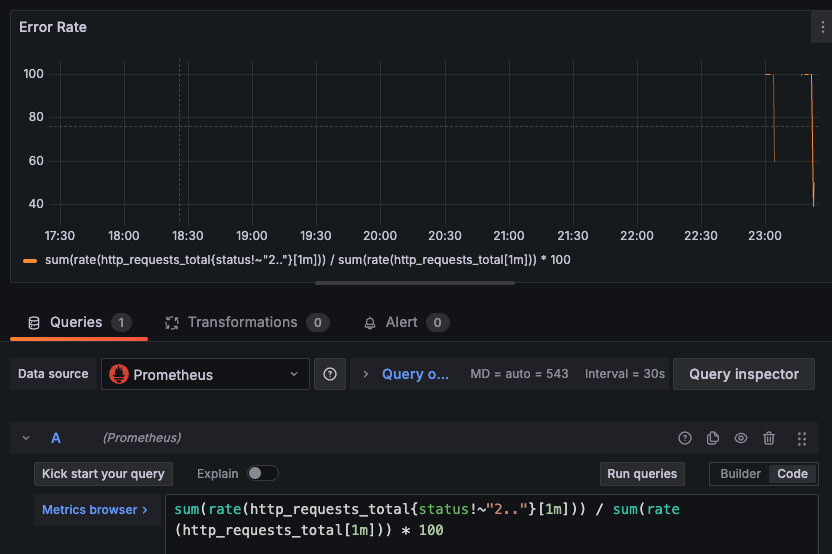 Error Rate
100
80
60
40
17:30 18:00 18:30 19:00 19:30 20:00 20:30 21:00 21:30 22:00 22:30 23:00
sum(rate(http_requests_total{status!~"2.."}[1m])) / sum(rate(http_requests_total[1m])) * 100
Queries 1 Transformations 0 Alert 0
Data source Prometheus Query o... MD = auto = 543 Interval = 30s Query inspector
A (Prometheus)
Kick start your query Explain Run queries Builder Code
Metrics browser > sum(rate(http_requests_total{status!~"2.."}[1m])) / sum(rate
(http_requests_total[1m])) * 100